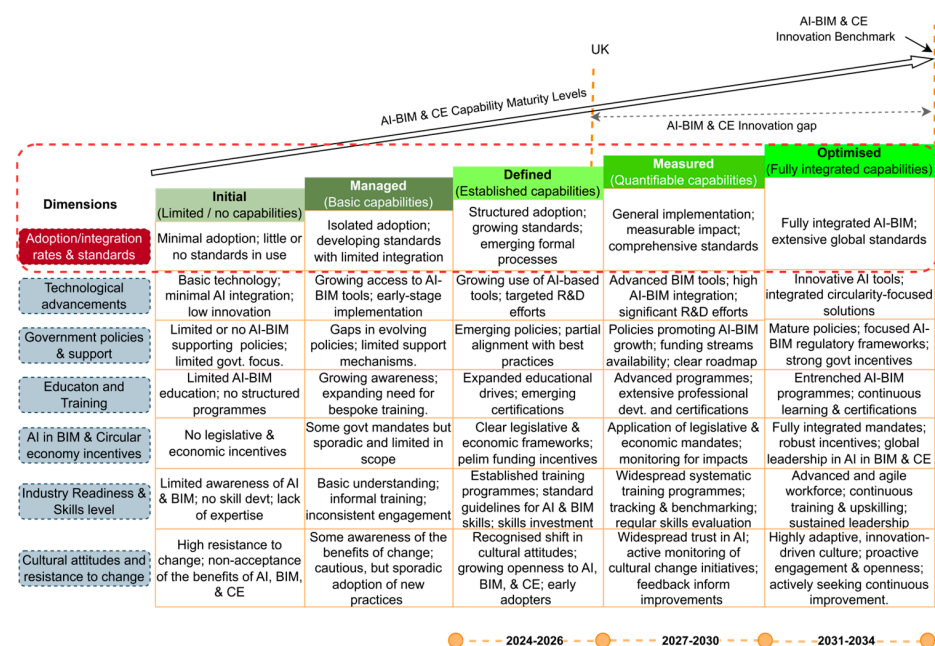 AI-BIM & CE
Innovation Benchmark
UK
AI-BIM & CE Capability Maturity Levels
AI-BIM & CE Innovation gap
Dimensions
Initial
(Limited / no capabilities)
Managed
(Basic capabilities)
Defined
(Established capabilities)
Measured
(Quantifiable capabilities)
Optimised
(Fully integrated capabilities)
Adoption/integration
rates & standards
Minimal adoption; little or
no standards in use
Isolated adoption;
developing standards
with limited integration
Structured adoption;
growing standards;
emerging formal
processes
General implementation;
measurable impact;
comprehensive standards
Fully integrated AI-BIM;
extensive global standards
Technological
advancements
Basic technology;
minimal AI integration;
low innovation
Growing access to AI-
BIM tools; early-stage
implementation
Growing use of AI-based
tools; targeted R&D
efforts
Advanced BIM tools; high
AI-BIM integration;
significant R&D efforts
Innovative AI tools;
integrated circularity-focused
solutions
Government policies
& support
Limited or no AI-BIM
supporting policies;
limited govt. focus.
Gaps in evolving
policies; limited support
mechanisms.
Emerging policies; partial
alignment with best
practices
Policies promoting AI-BIM
growth; funding streams
availability; clear roadmap
Mature policies; focused AI-
BIM regulatory frameworks;
strong govt incentives
Educaton and
Training
Limited AI-BIM
education; no structured
programmes
Growing awareness;
expanding need for
bespoke training.
Expanded educational
drives; emerging
certifications
Advanced programmes;
extensive professional
devt. and certifications
Entrenched AI-BIM
programmes; continuous
learning & certifications
AI in BIM & Circular
economy incentives
No legislative &
economic incentives
Some govt mandates but
sporadic and limited in
scope
Clear legislative &
economic frameworks;
pelim funding incentives
Application of legislative &
economic mandates;
monitoring for impacts
Fully integrated mandates;
robust incentives; global
leadership in AI in BIM & CE
Industry Readiness &
Skills level
Limited awareness of AI
& BIM; no skill devt; lack
of expertise
Basic understanding;
informal training;
inconsistent engagement
Established training
programmes; standard
guidelines for AI & BIM
skills; skills investment
Widespread systematic
training programmes;
tracking & benchmarking;
regular skills evaluation
Advanced and agile
workforce; continuous
training & upskilling;
sustained leadership
Cultural attitudes and
resistance to change
High resistance to
change; non-acceptance
of the benefits of AI, BIM,
& CE
Some awareness of the
benefits of change;
cautious, but sporadic
adoption of new
practices
Recognised shift in
cultural attitudes;
growing openness to AI,
BIM, & CE; early
adopters
Widespread trust in AI;
active monitoring of
cultural change initiatives;
feedback inform
improvements
Highly adaptive, innovation-
driven culture; proactive
engagement & openness;
actively seeking continuous
improvement.
2024-2026
2027-2030
2031-2034